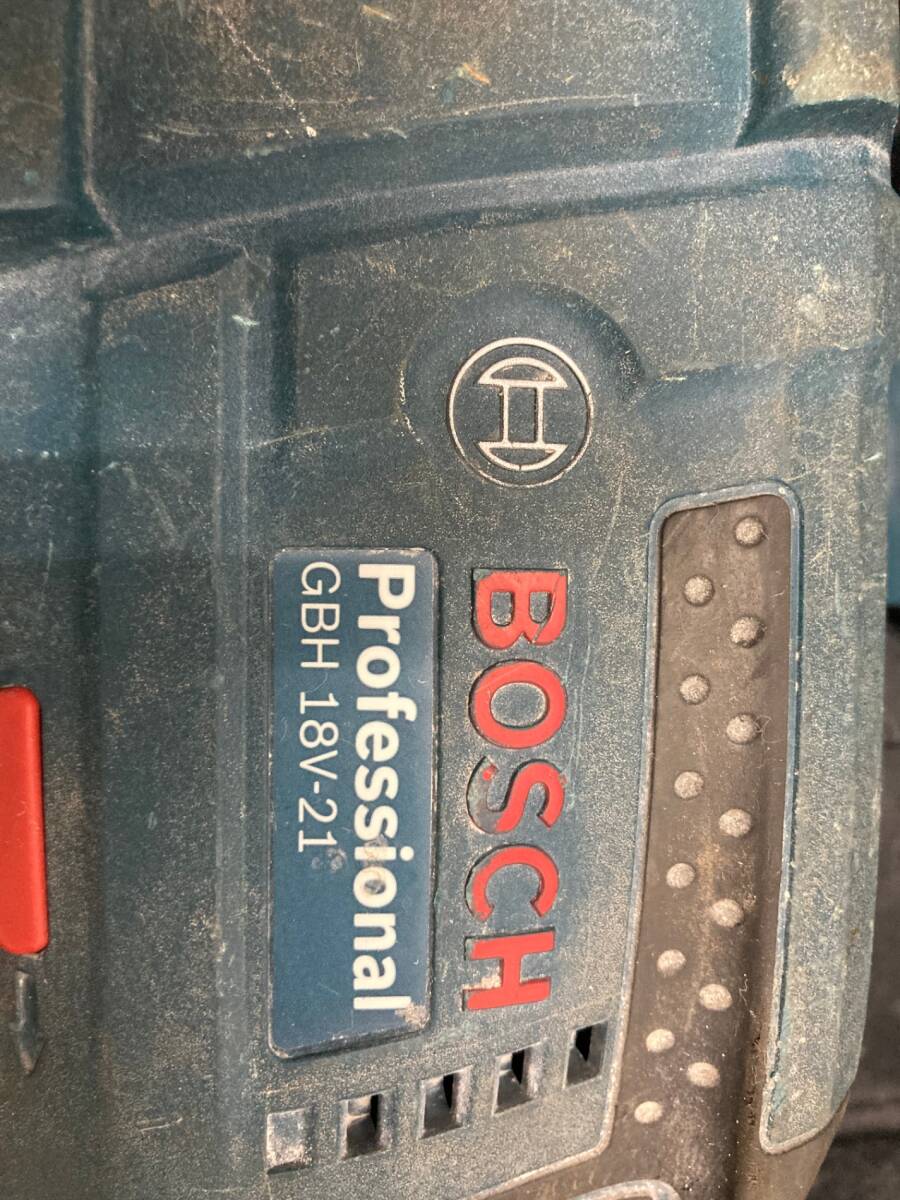 BOSCH
Professional
GBH 18V-21